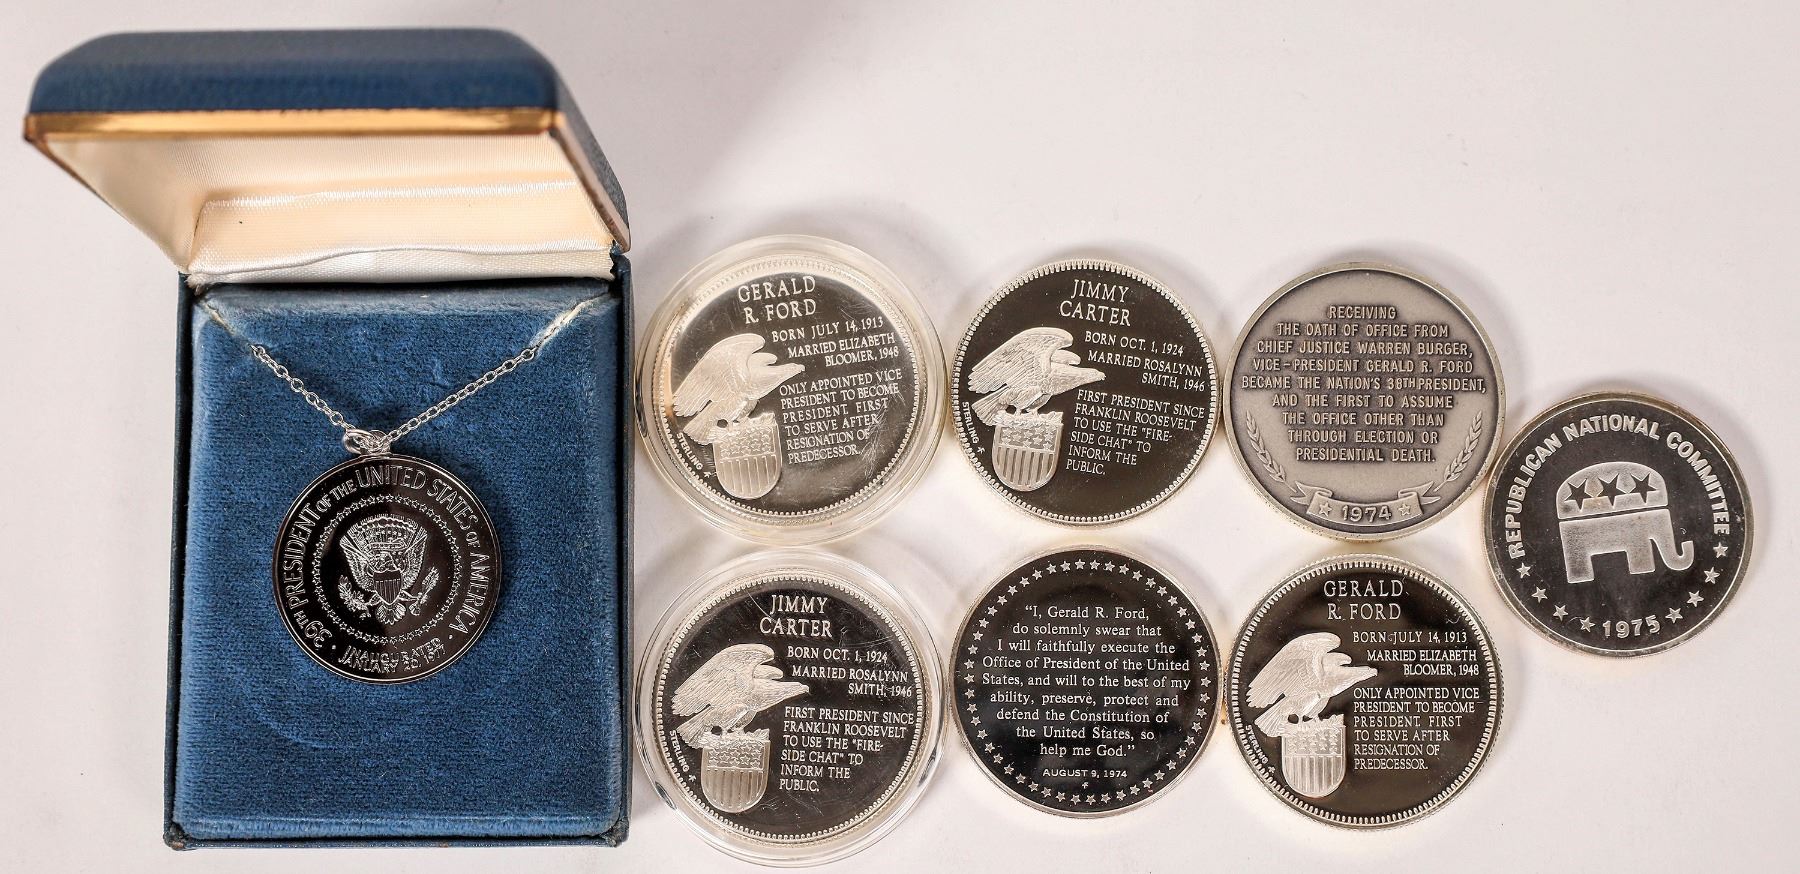 39TH PRESIDENT OF THE UNITED STATES OF AMERICA
· INAUGURATED ·
JANUARY 20 1977
GERALD
R. FORD
BORN JULY 14, 1913
MARRIED ELIZABETH
BLOOMER, 1948
ONLY APPOINTED VICE
PRESIDENT TO BECOME
PRESIDENT. FIRST
TO SERVE AFTER
RESIGNATION OF
PREDECESSOR.
STERLING
JIMMY
CARTER
BORN OCT. 1, 1924
MARRIED ROSALYNN
SMITH, 1946
FIRST PRESIDENT SINCE
FRANKLIN ROOSEVELT
TO USE THE "FIRE-
SIDE CHAT" TO
INFORM THE
PUBLIC.
STERLING
RECEIVING
THE OATH OF OFFICE FROM
CHIEF JUSTICE WARREN BURGER,
VICE-PRESIDENT GERALD R. FORD
BECAME THE NATION'S 38TH PRESIDENT,
AND THE FIRST TO ASSUME
THE OFFICE OTHER THAN
THROUGH ELECTION OR
PRESIDENTIAL DEATH.
1974
REPUBLICAN NATIONAL COMMITTEE
1975
JIMMY
CARTER
BORN OCT. 1, 1924
MARRIED ROSALYNN
SMITH, 1946
FIRST PRESIDENT SINCE
FRANKLIN ROOSEVELT
TO USE THE "FIRE-
SIDE CHAT" TO
INFORM THE
PUBLIC.
STERLING
"I, Gerald R. Ford,
do solemnly swear that
I will faithfully execute the
Office of President of the United
States, and will to the best of my
ability, preserve, protect and
defend the Constitution of
the United States, so
help me God."
AUGUST 9, 1974
GERALD
R. FORD
BORN JULY 14, 1913
MARRIED ELIZABETH
BLOOMER, 1948
ONLY APPOINTED VICE
PRESIDENT TO BECOME
PRESIDENT. FIRST
TO SERVE AFTER
RESIGNATION OF
PREDECESSOR.
STERLING